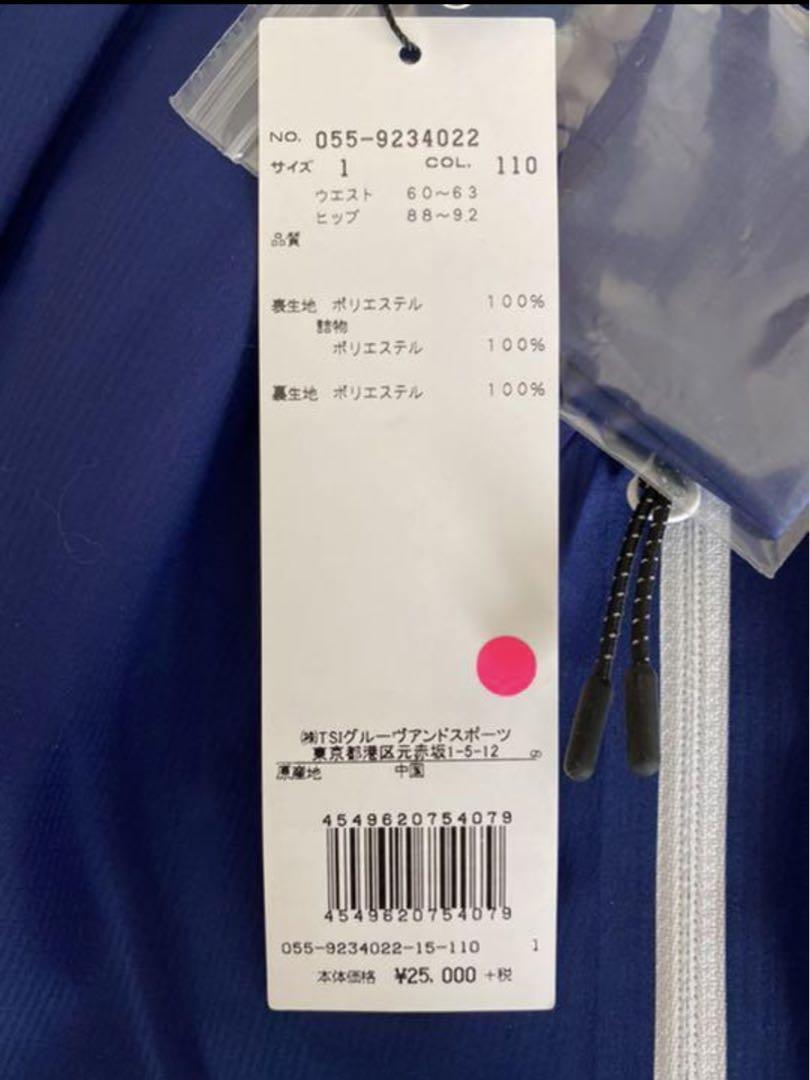 NO. 055-9234022
サイズ 1 COL. 110
ウエスト 60～63
ヒップ 88～92
品質
表生地 ポリエステル 100%
詰物
ポリエステル 100%
裏生地 ポリエステル 100%
㈱TSIグルーヴアンドスポーツ
東京都港区元赤坂1-5-12
原産地 中国
4549620754079
4549620754079
055-9234022-15-110 1
本体価格 ¥25,000+税